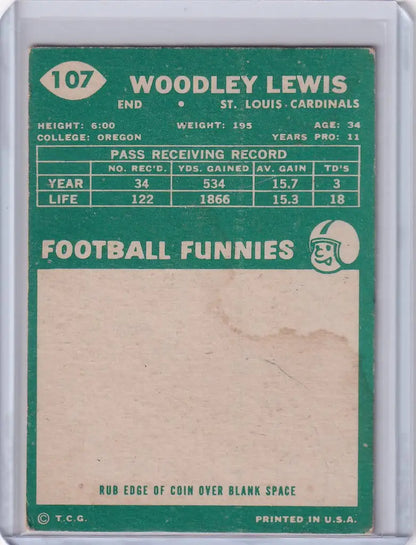 107
WOODLEY LEWIS
END • ST. LOUIS CARDINALS
HEIGHT: 6:00 WEIGHT: 195 AGE: 34
COLLEGE: OREGON YEARS PRO: 11
PASS RECEIVING RECORD
NO. REC'D. YDS. GAINED AV. GAIN TD'S
YEAR 34 534 15.7 3
LIFE 122 1866 15.3 18
FOOTBALL FUNNIES
RUB EDGE OF COIN OVER BLANK SPACE
© T.C.G. PRINTED IN U.S.A.